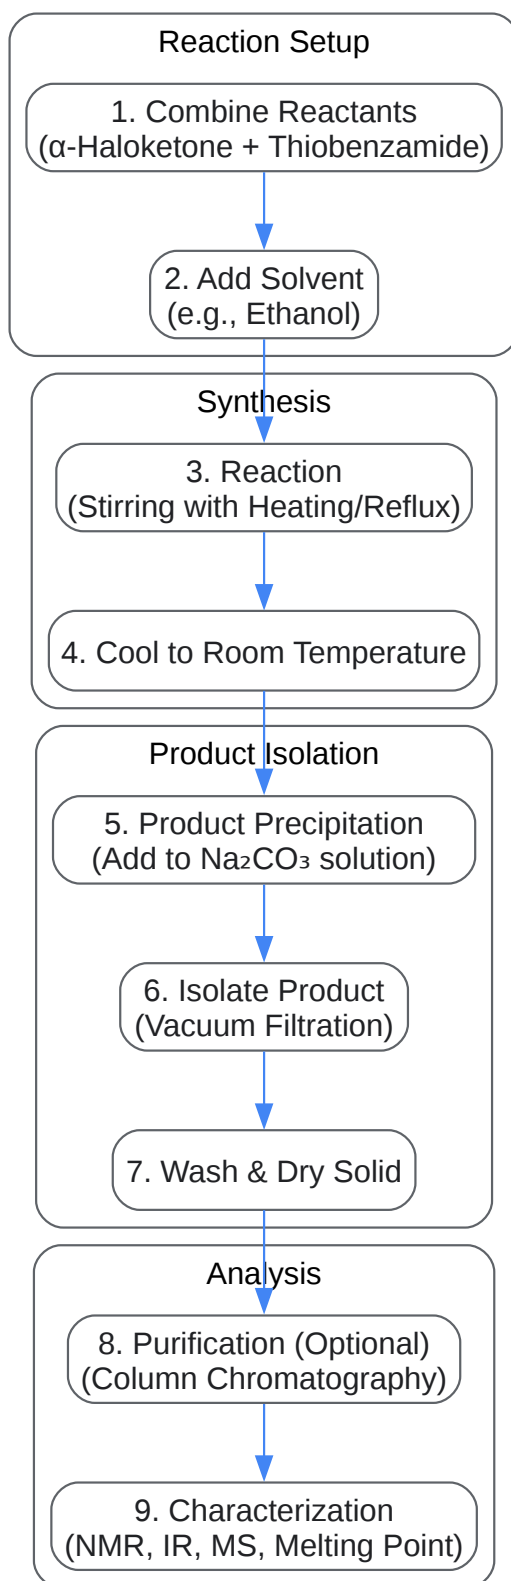 Reaction Setup
1. Combine Reactants
(α-Haloketone + Thiobenzamide)
2. Add Solvent
(e.g., Ethanol)
Synthesis
3. Reaction
(Stirring with Heating/Reflux)
4. Cool to Room Temperature
Product Isolation
5. Product Precipitation
(Add to Na₂CO₃ solution)
6. Isolate Product
(Vacuum Filtration)
7. Wash & Dry Solid
Analysis
8. Purification (Optional)
(Column Chromatography)
9. Characterization
(NMR, IR, MS, Melting Point)